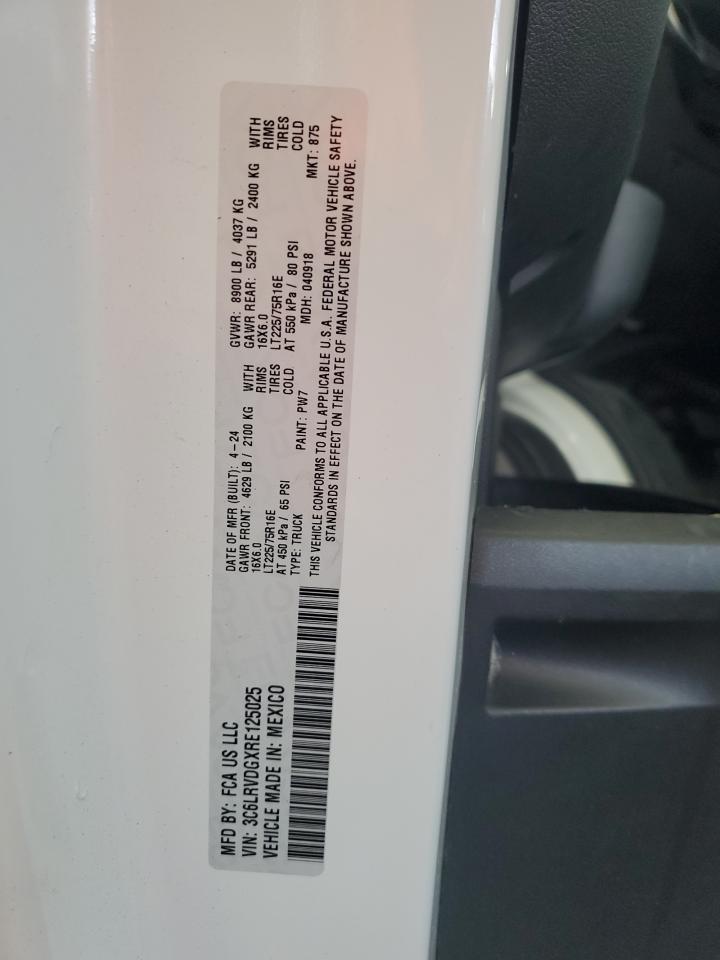 MFD BY: FCA US LLC
VIN: 3C6LRVDGXRE125025
VEHICLE MADE IN: MEXICO
DATE OF MFR (BUILT): 4-24 GVWR: 8900 LB / 4037 KG
GAWR FRONT: 4629 LB / 2100 KG WITH GAWR REAR: 5291 LB / 2400 KG WITH
16X6.0 RIMS 16X6.0 RIMS
LT225/75R16E TIRES LT225/75R16E TIRES
AT 450 kPa / 65 PSI COLD AT 550 kPa / 80 PSI COLD
TYPE: TRUCK PAINT: PW7 MDH: 040918 MKT: 875
THIS VEHICLE CONFORMS TO ALL APPLICABLE U.S.A. FEDERAL MOTOR VEHICLE SAFETY
STANDARDS IN EFFECT ON THE DATE OF MANUFACTURE SHOWN ABOVE.